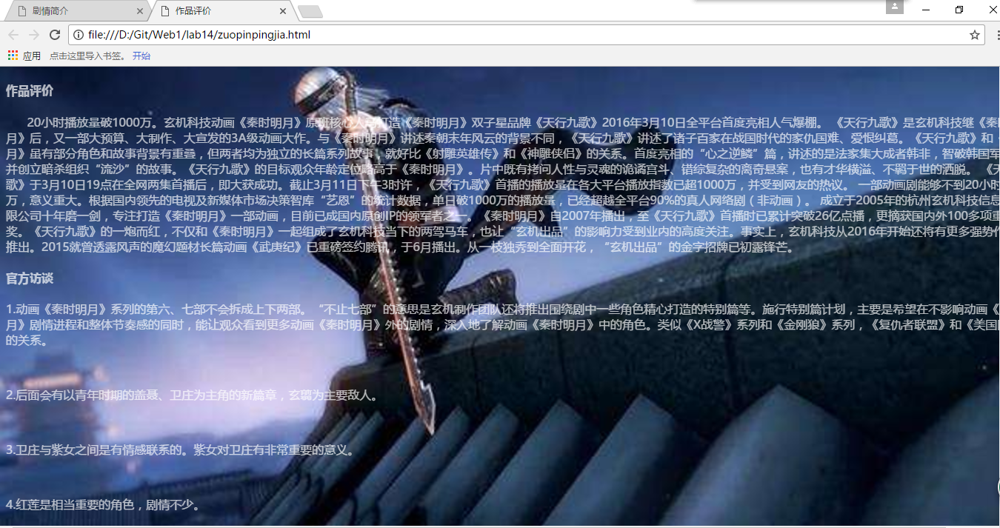 剧情简介
作品评价
file:///D:/Git/Web1/lab14/zuopinpingjia.html
应用 点击这里导入书签。 开始
作品评价
20小时播放量破1000万。玄机科技动画《秦时明月》原班核心人马打造《秦时明月》双子星品牌《天行九歌》2016年3月10日全平台首度亮相人气爆棚。 《天行九歌》是玄机科技继《秦
月》后，又一部大预算、大制作、大宣发的3A级动画大作。与《秦时明月》讲述秦朝末年风云的背景不同，《天行九歌》讲述了诸子百家在战国时代的家仇国难、爱恨纠葛。《天行九歌》和《
月》虽有部分角色和故事背景有重叠，但两者均为独立的长篇系列故事，就好比《射雕英雄传》和《神雕侠侣》的关系。首度亮相的“心之逆鳞”篇，讲述的是法家集大成者韩非，智破韩国军
并创立暗杀组织“流沙”的故事。《天行九歌》的目标观众年龄定位略高于《秦时明月》。片中既有拷问人性与灵魂的诡谲宫斗、错综复杂的离奇悬案，也有才华横溢、不羁于世的洒脱。 《天
歌》于3月10日19点在全网两集首播后，即大获成功。截止3月11日下午3时许，《天行九歌》首播的播放量在各大平台播放指数已超1000万，并受到网友的热议。 一部动画剧能够不到20小时
万，意义重大。根据国内领先的电视及新媒体市场决策智库“艺恩”的统计数据，单日破1000万的播放量，已经超越全平台90%的真人网络剧（非动画）。 成立于2005年的杭州玄机科技信息
限公司十年磨一剑，专注打造《秦时明月》一部动画，目前已成国内原创IP的领军者之一。《秦时明月》自2007年播出，至《天行九歌》首播时已累计突破26亿点播，更摘获国内外100多项重
奖。《天行九歌》的一炮而红，不仅和《秦时明月》一起组成了玄机科技当下的两驾马车，也让“玄机出品”的影响力受到业内的高度关注。事实上，玄机科技从2016年开始还将有更多强势作
推出。2015就曾透露风声的魔幻题材长篇动画《武庚纪》已重磅签约腾讯，于6月播出。从一枝独秀到全面开花，“玄机出品”的金字招牌已初露锋芒。
官方访谈
1.动画《秦时明月》系列的第六、七部不会拆成上下两部。“不止七部”的意思是玄机制作团队还将推出围绕剧中一些角色精心打造的特别篇等。施行特别篇计划，主要是希望在不影响动画《
月》剧情进程和整体节奏感的同时，能让观众看到更多动画《秦时明月》外的剧情，深入地了解动画《秦时明月》中的角色。类似《X战警》系列和《金刚狼》系列，《复仇者联盟》和《美国
的关系。
2.后面会有以青年时期的盖聂、卫庄为主角的新篇章，玄翦为主要敌人。
3.卫庄与紫女之间是有情感联系的。紫女对卫庄有非常重要的意义。
4.红莲是相当重要的角色，剧情不少。